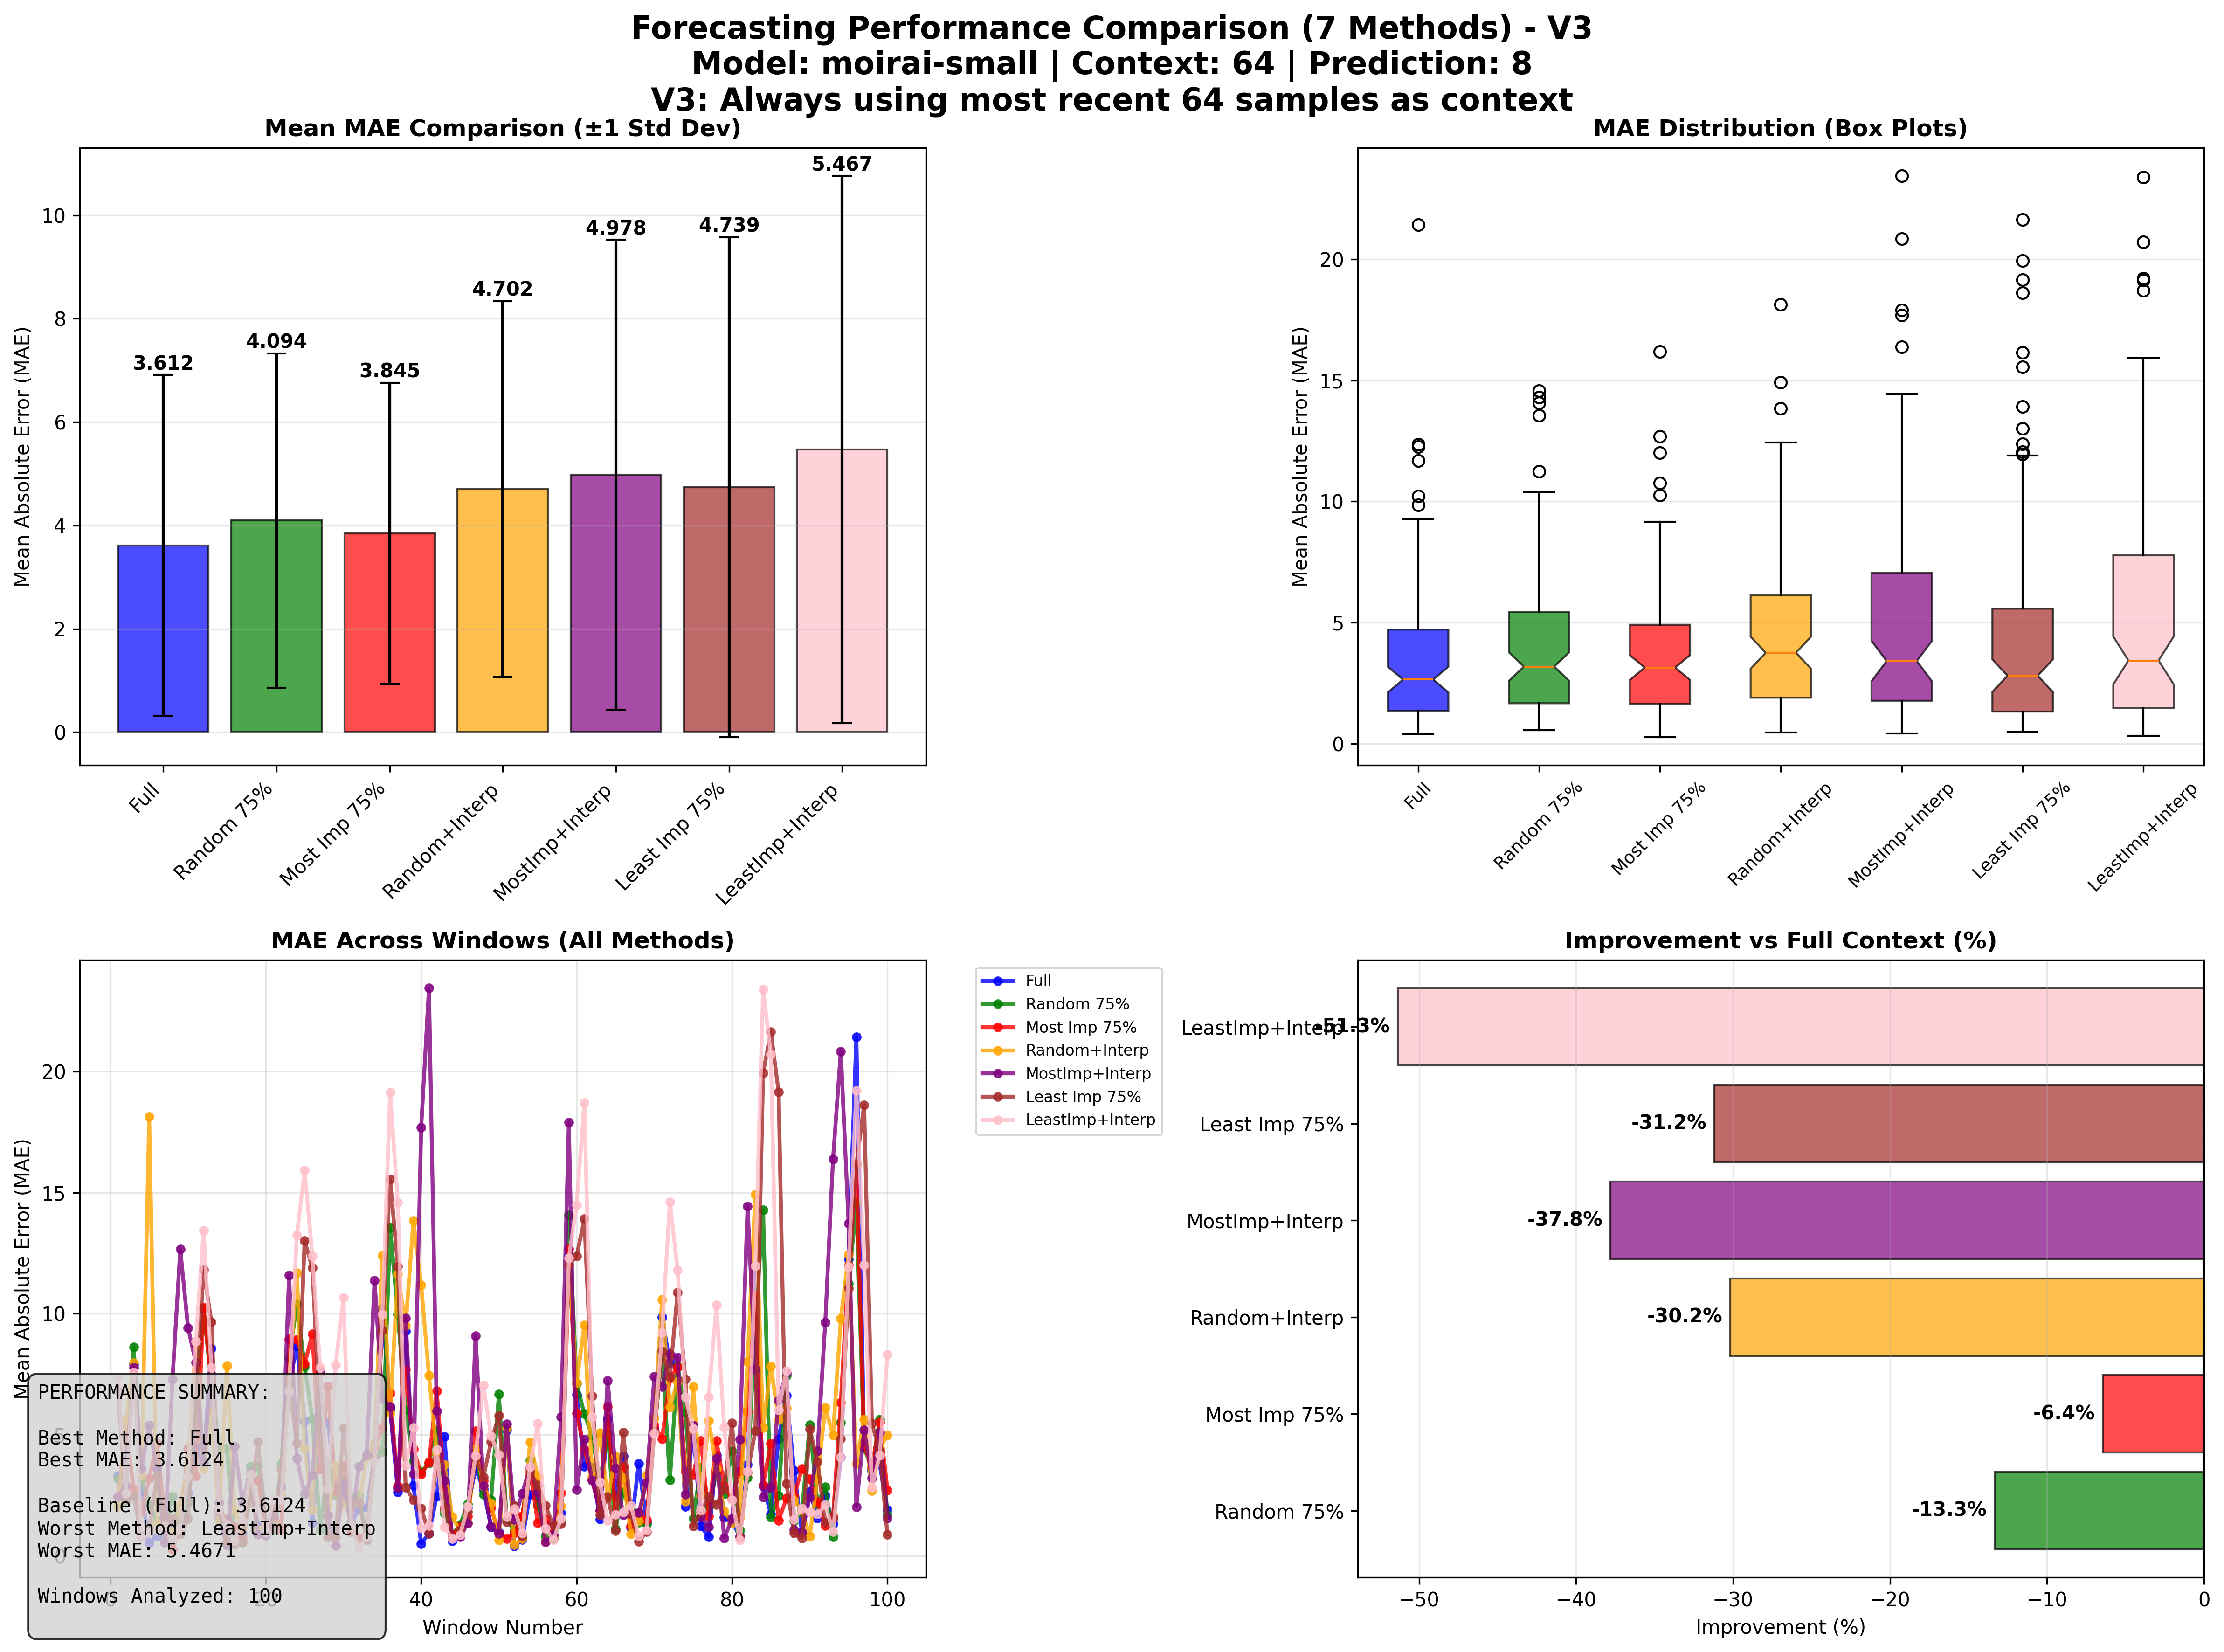 Forecasting Performance Comparison (7 Methods) - V3
Model: moirai-small | Context: 64 | Prediction: 8
V3: Always using most recent 64 samples as context
Mean MAE Comparison (±1 Std Dev)
Mean Absolute Error (MAE)
10
8
6
4
2
0
3.612
4.094
3.845
4.702
4.978
4.739
5.467
Full
Random 75%
Most Imp 75%
Random+Interp
MostImp+Interp
Least Imp 75%
LeastImp+Interp
MAE Distribution (Box Plots)
Mean Absolute Error (MAE)
20
15
10
5
0
Full
Random 75%
Most Imp 75%
Random+Interp
MostImp+Interp
Least Imp 75%
LeastImp+Interp
MAE Across Windows (All Methods)
Mean Absolute Error (MAE)
20
15
10
5
0
0
20
40
60
80
100
Window Number
Full
Random 75%
Most Imp 75%
Random+Interp
MostImp+Interp
Least Imp 75%
LeastImp+Interp
PERFORMANCE SUMMARY:
Best Method: Full
Best MAE: 3.6124
Baseline (Full): 3.6124
Worst Method: LeastImp+Interp
Worst MAE: 5.4671
Windows Analyzed: 100
Improvement vs Full Context (%)
LeastImp+Interp
-51.3%
Least Imp 75%
-31.2%
MostImp+Interp
-37.8%
Random+Interp
-30.2%
Most Imp 75%
-6.4%
Random 75%
-13.3%
−50
−40
−30
−20
−10
0
Improvement (%)